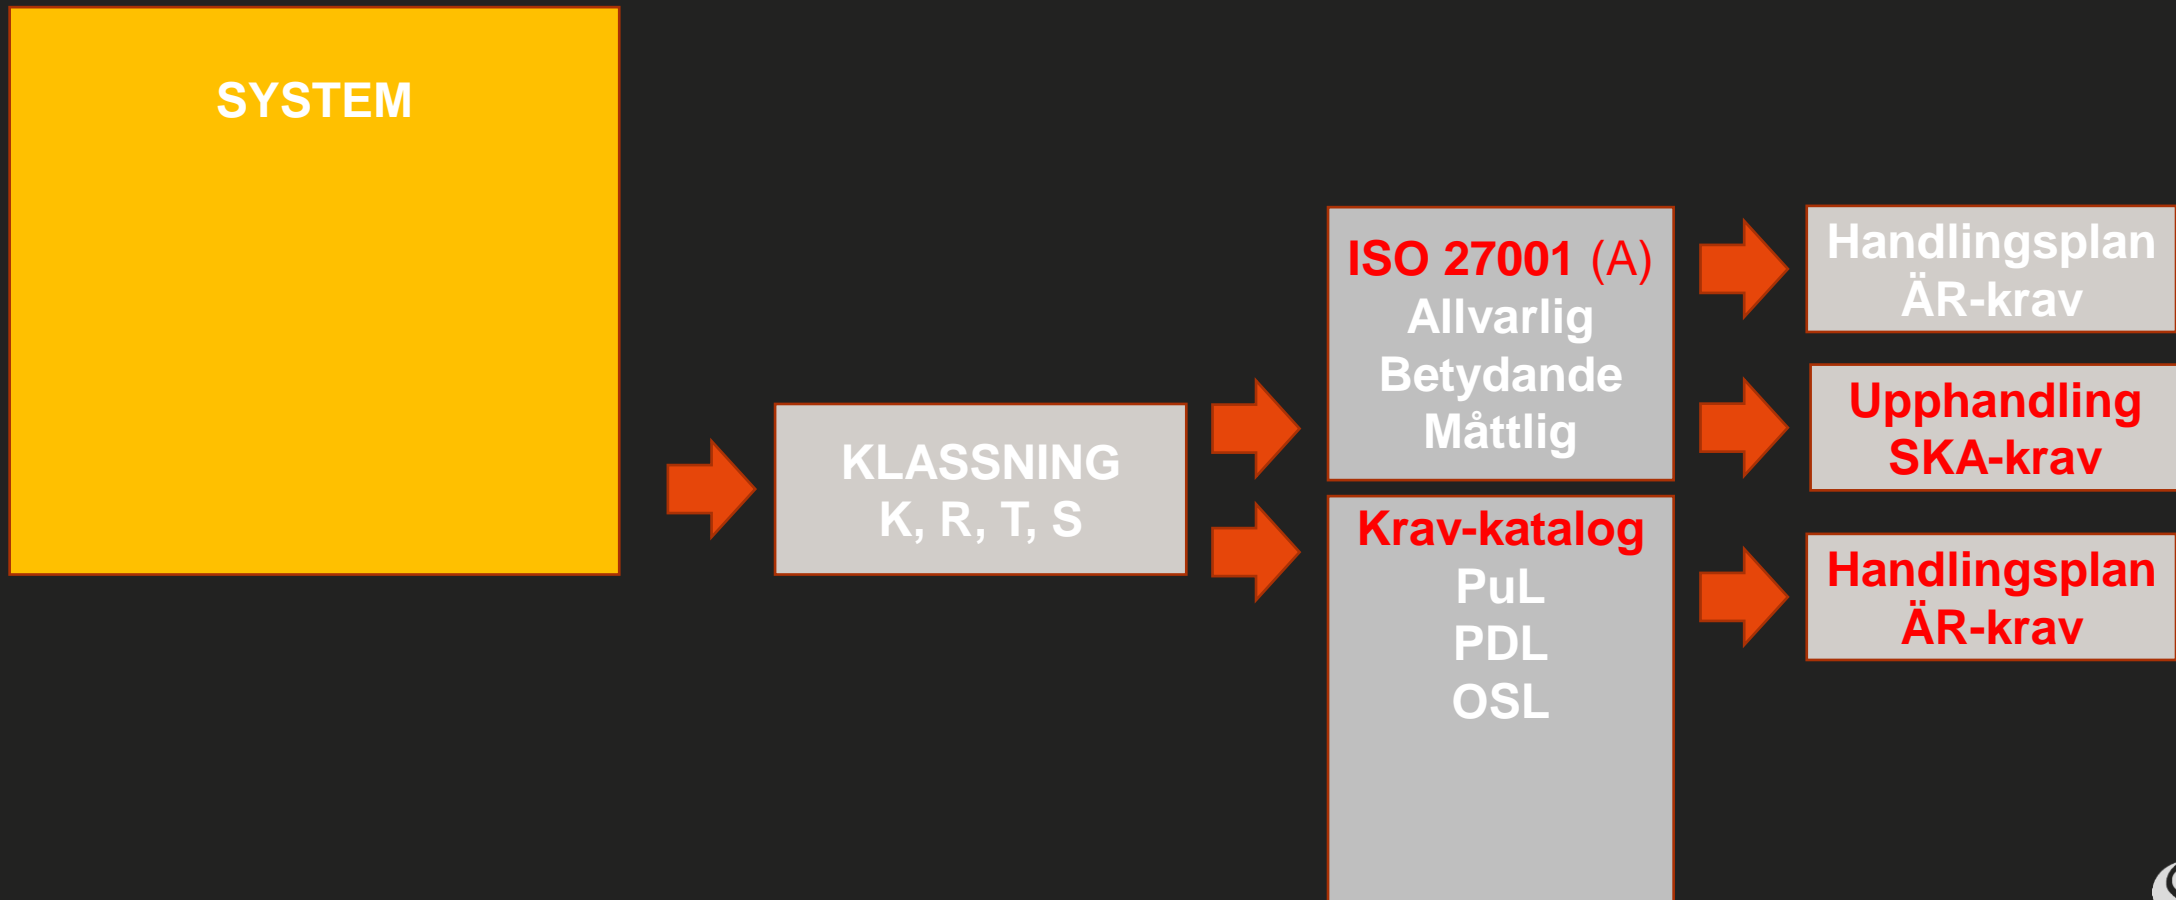 SYSTEM
KLASSNING
K, R, T, S
ISO 27001 (A)
Allvarlig
Betydande
Måttlig
Krav-katalog
PuL
PDL
OSL
Handlingsplan
ÄR-krav
Upphandling
SKA-krav
Handlingsplan
ÄR-krav